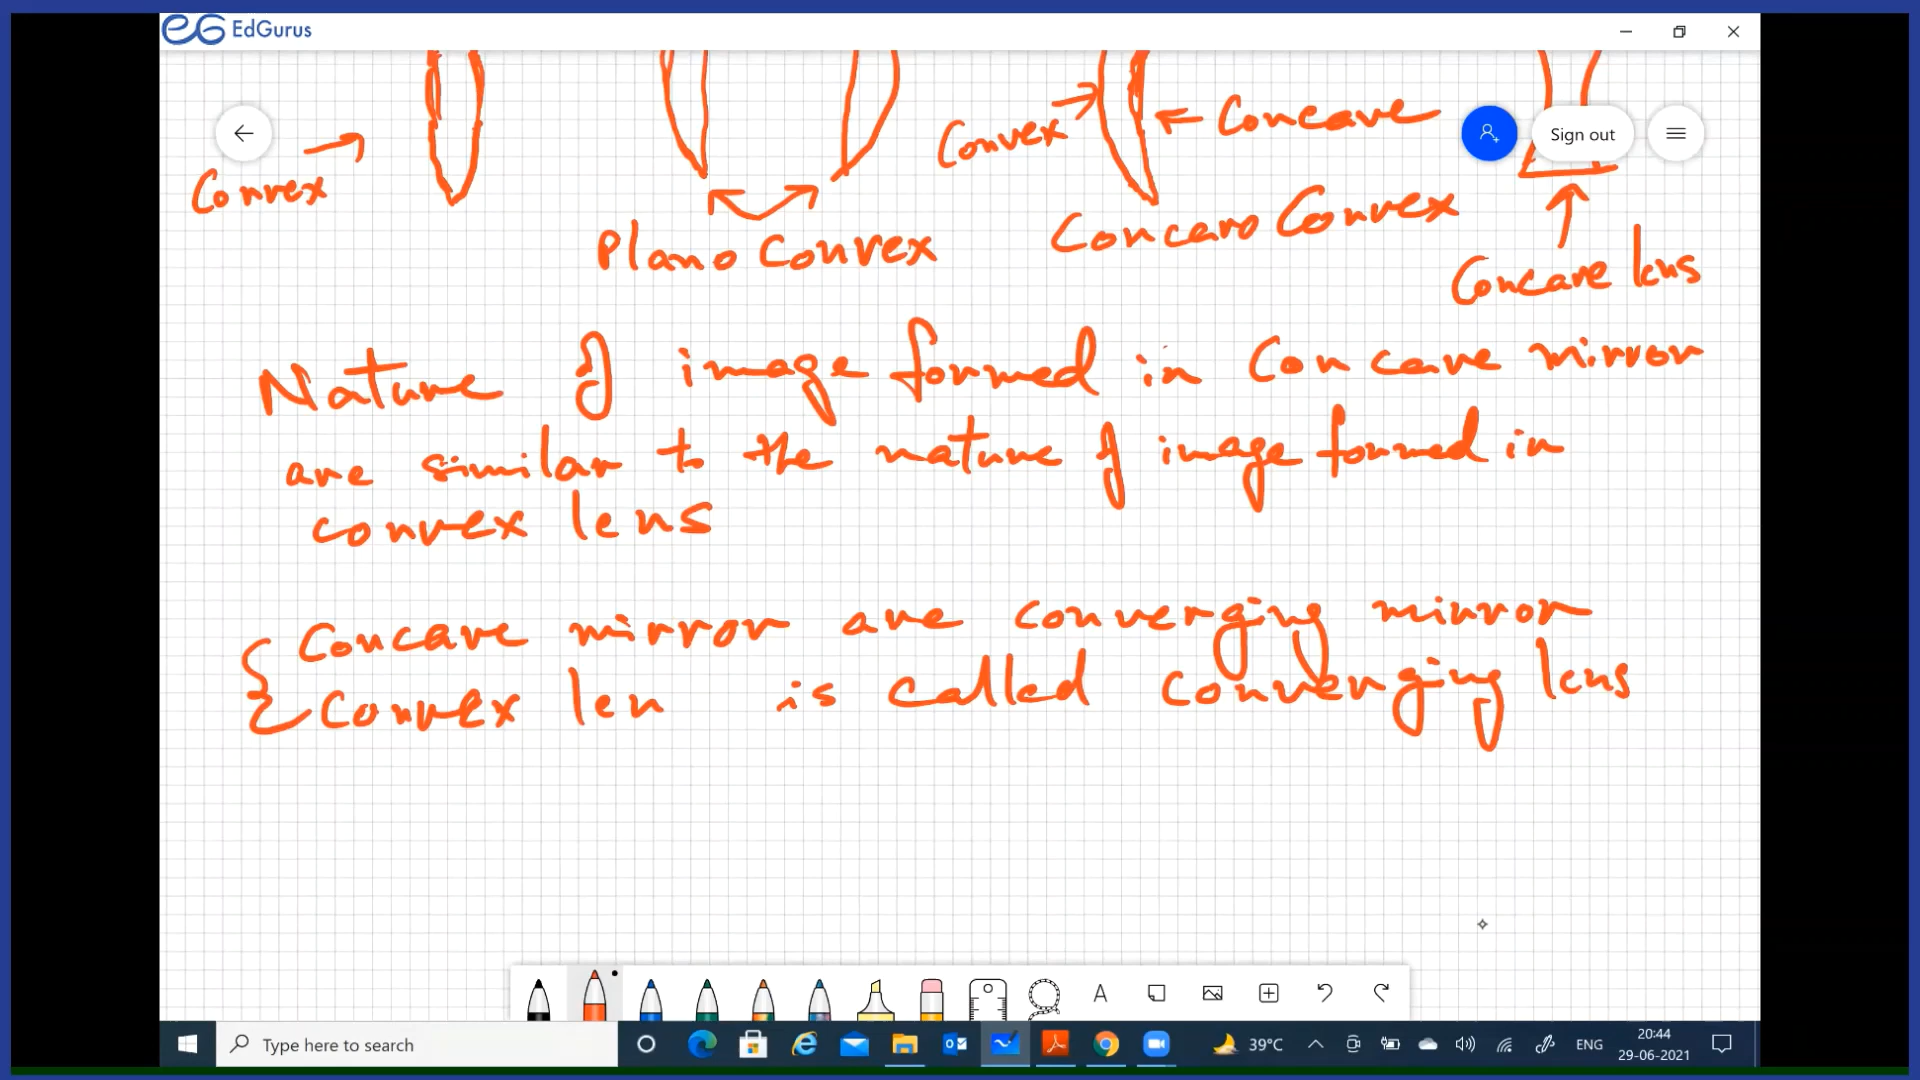 EdGurus
Convex
Plano Convex
Convex
Concave
Concavo Convex
Sign out
Concave lens
Nature of image formed in Concave mirror
are similar to the nature of image formed in
convex lens
Concave mirror are converging mirror
Convex len is called converging lens
A
Type here to search
39°C
ENG
20:44
29-06-2021